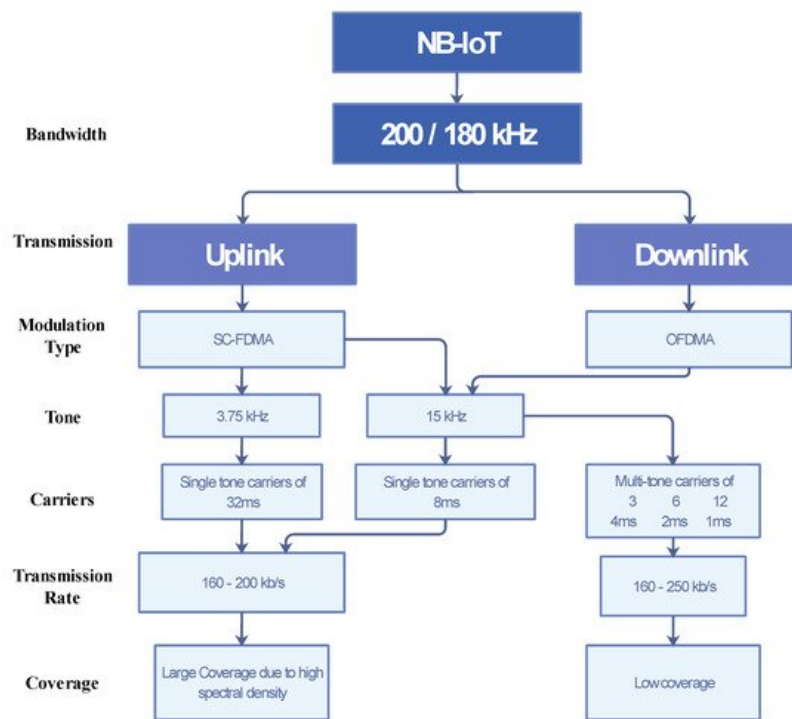 NB-IoT
Bandwidth
200 / 180 kHz
Transmission
Uplink
Downlink
Modulation
Type
SC-FDMA
OFDMA
Tone
3.75 kHz
15 kHz
Carriers
Single tone carriers of
32ms
Single tone carriers of
8ms
Multi-tone carriers of
3 6 12
4ms 2ms 1ms
Transmission
Rate
160 - 200 kb/s
160 - 250 kb/s
Coverage
Large Coverage due to high
spectral density
Low coverage